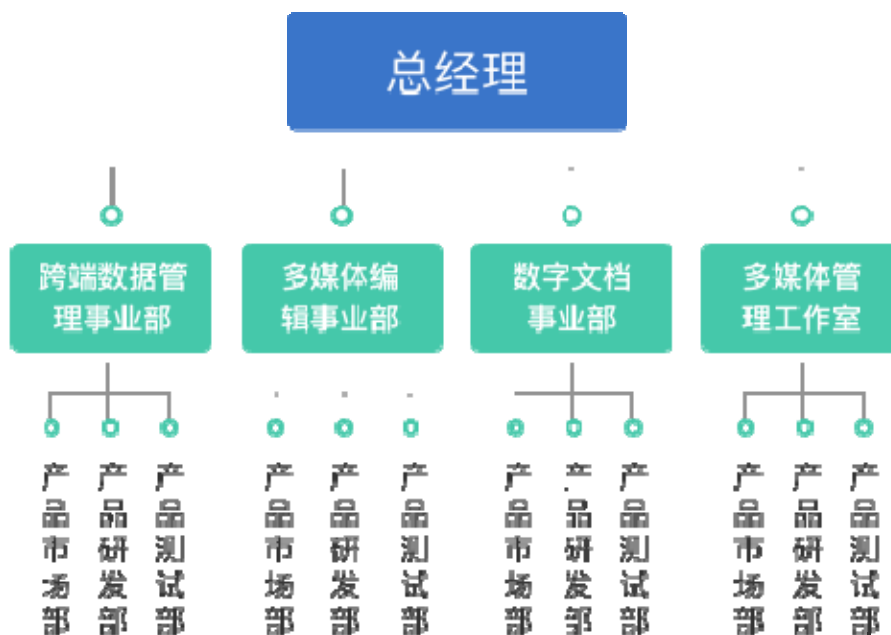 总经理
跨端数据管
理事业部
多媒体编
辑事业部
数字文档
事业部
多媒体管
理工作室
产品市场部
产品研发部
产品测试部
产品市场部
产品研发部
产品测试部
产品市场部
产品研发部
产品测试部
产品市场部
产品研发部
产品测试部